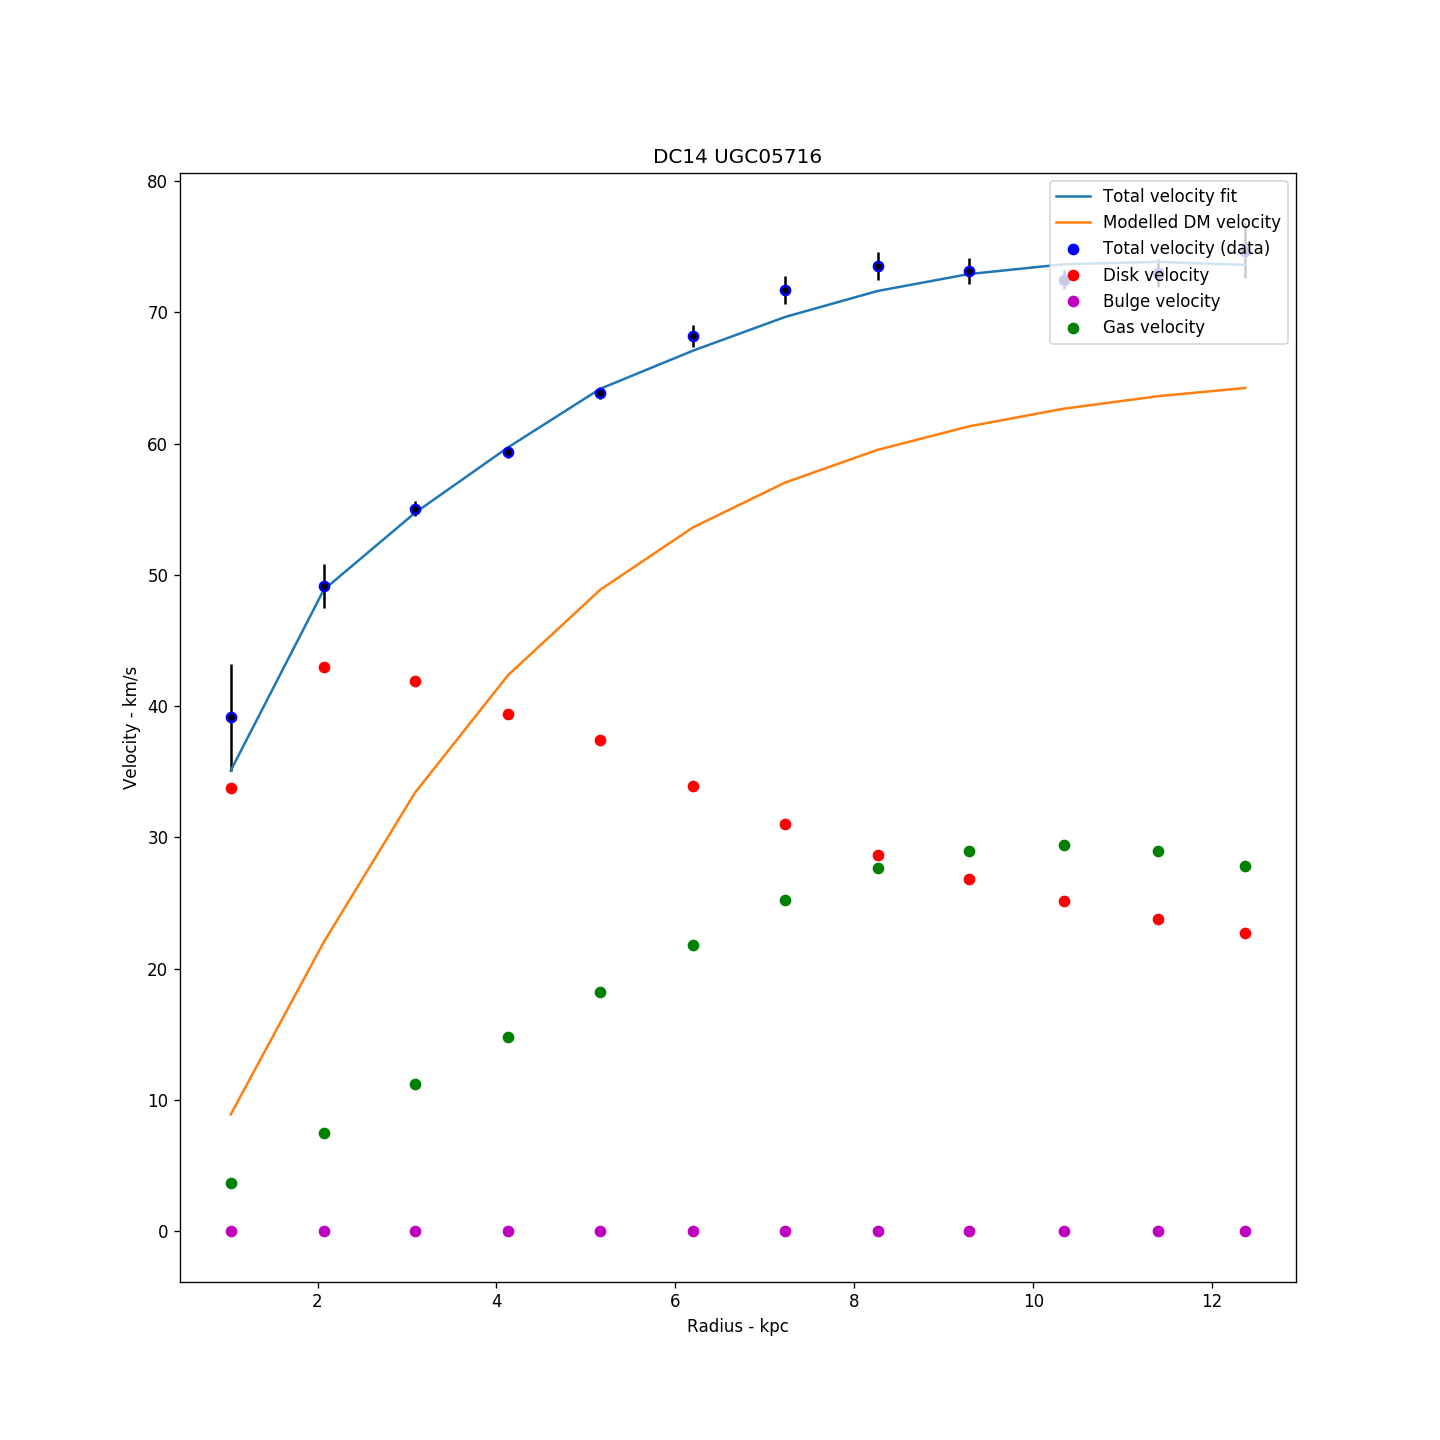 DC14 UGC05716
80
70
60
50
40
30
20
10
0
Velocity - km/s
Total velocity fit
Modelled DM velocity
Total velocity (data)
Disk velocity
Bulge velocity
Gas velocity
2 4 6 8 10 12
Radius - kpc